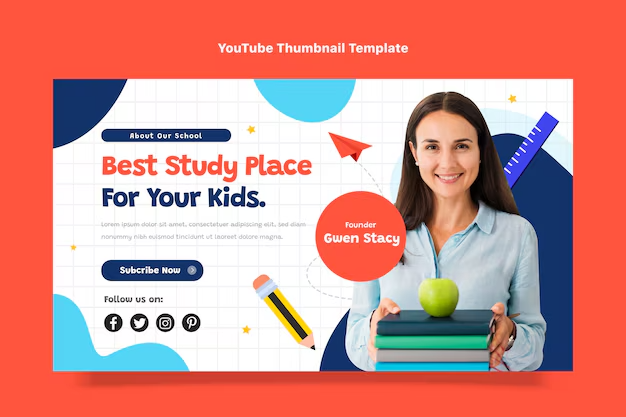 YouTube Thumbnail Template
About Our School
Best Study Place
For Your Kids.
Lorem ipsum dolor sit amet, consectetuer adipiscing elit, sed diam
nonummy nibh euismod tincidunt ut laoreet dolore magna
Subcribe Now
Follow us on:
Founder
Gwen Stacy